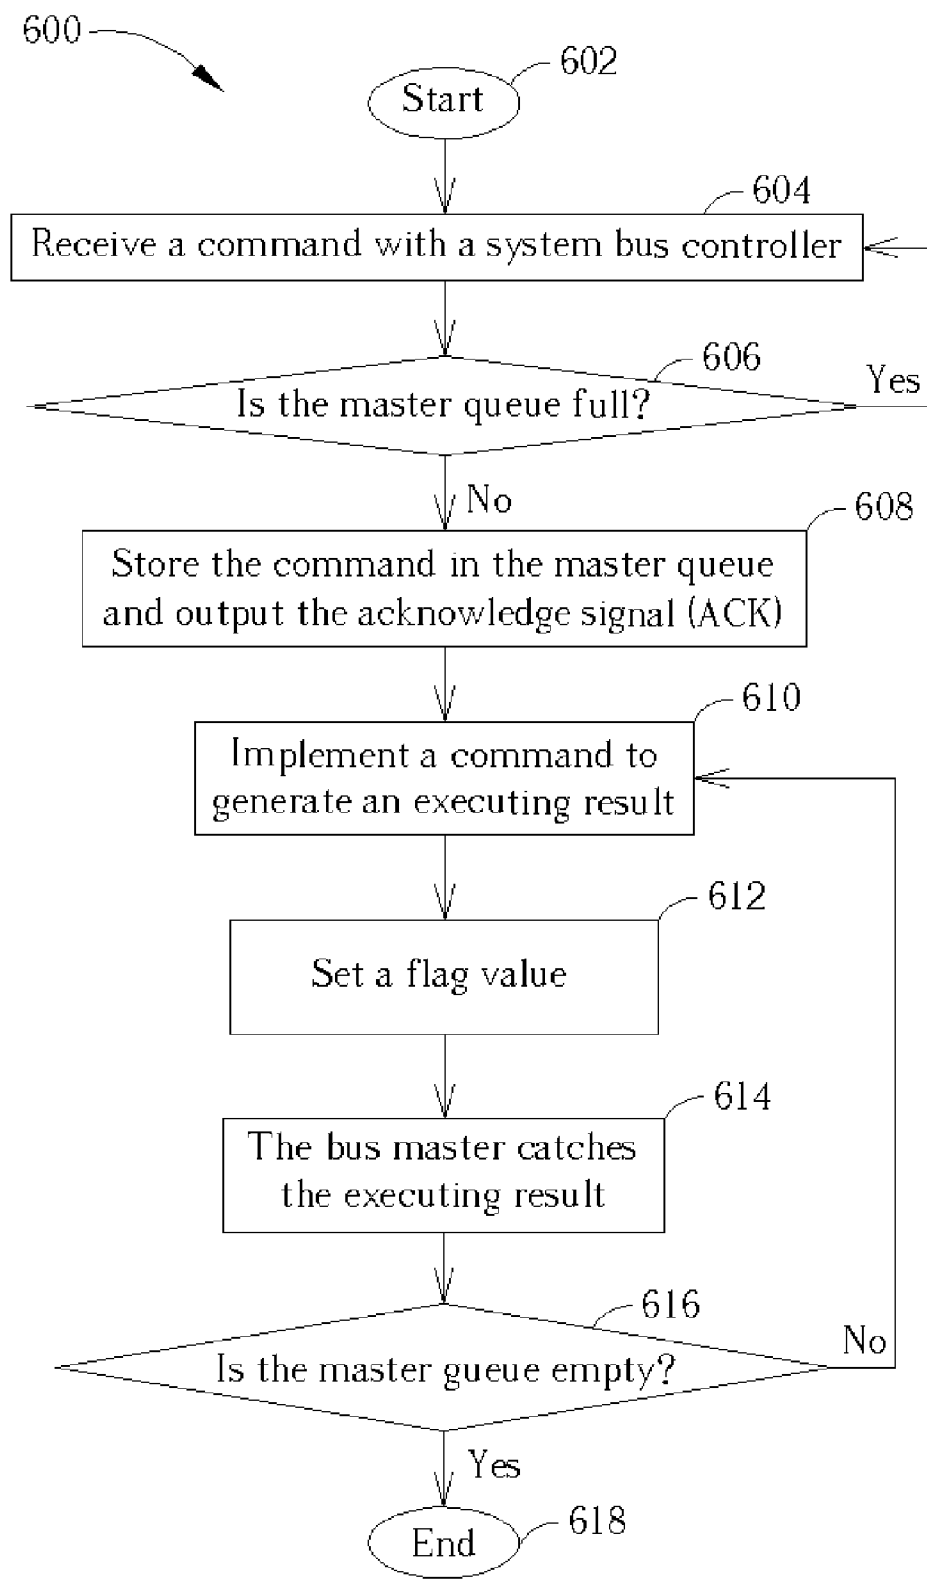 600
602
Start
604
Receive a command with a system bus controller
606
Is the master queue full?
Yes
No
608
Store the command in the master queue
and output the acknowledge signal (ACK)
610
Implement a command to
generate an executing result
612
Set a flag value
614
The bus master catches
the executing result
616
Is the master gueue empty?
No
Yes
618
End